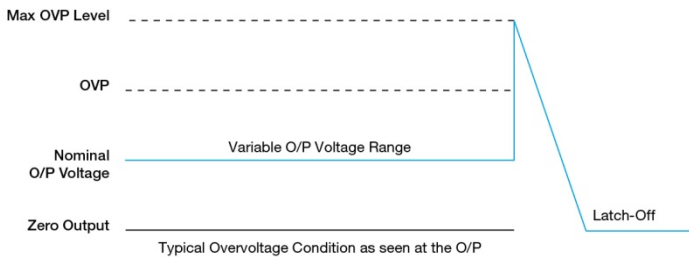 Max OVP Level
OVP
Variable O/P Voltage Range
Nominal
O/P Voltage
Latch-Off
Zero Output
Typical Overvoltage Condition as seen at the O/P